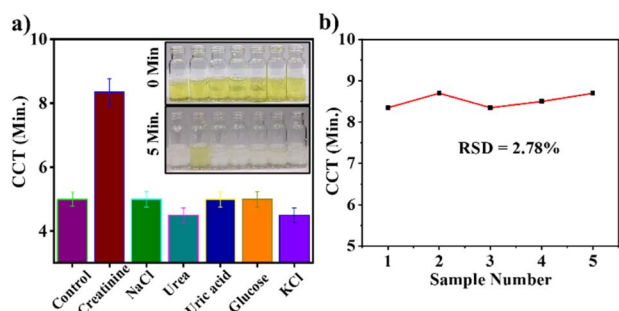 a)
CCT (Min.)
10
8
6
4
0 Min
5 Min.
Control
Creatinine
NaCl
Urea
Uric acid
Glucose
KCl
b)
CCT (Min.)
10
9
8
7
6
5
RSD = 2.78%
1 2 3 4 5
Sample Number